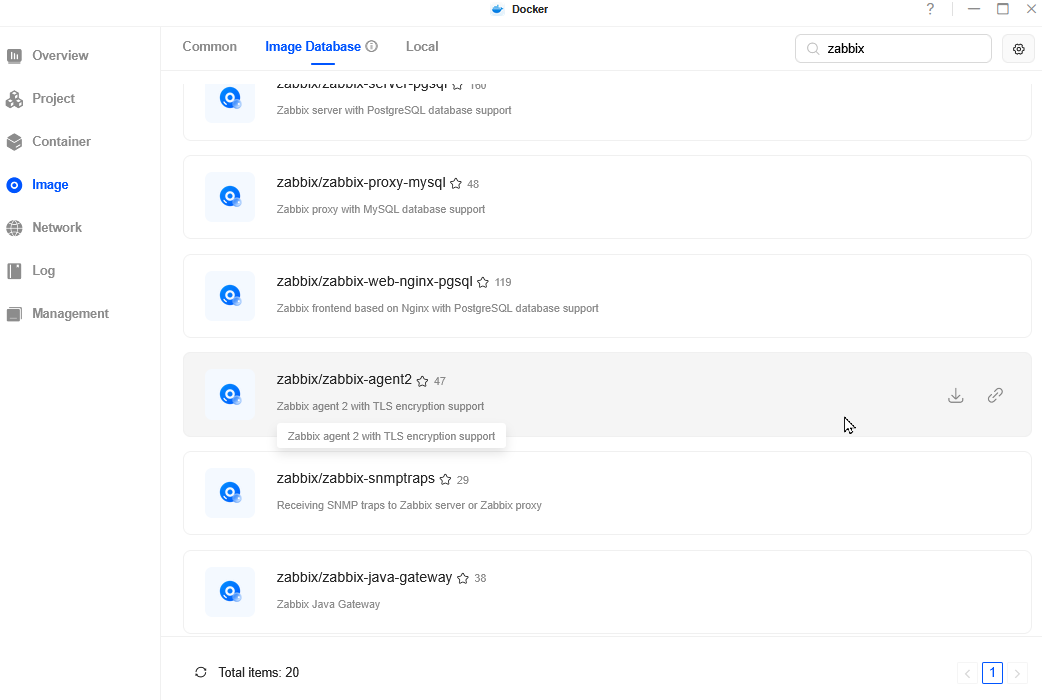 Docker
?
Overview
Project
Container
Image
Network
Log
Management
Common
Image Database
Local
zabbix
zabbix/zabbix-server-pgsql 160
Zabbix server with PostgreSQL database support
zabbix/zabbix-proxy-mysql 48
Zabbix proxy with MySQL database support
zabbix/zabbix-web-nginx-pgsql 119
Zabbix frontend based on Nginx with PostgreSQL database support
zabbix/zabbix-agent2 47
Zabbix agent 2 with TLS encryption support
Zabbix agent 2 with TLS encryption support
zabbix/zabbix-snmptraps 29
Receiving SNMP traps to Zabbix server or Zabbix proxy
zabbix/zabbix-java-gateway 38
Zabbix Java Gateway
Total items: 20
1